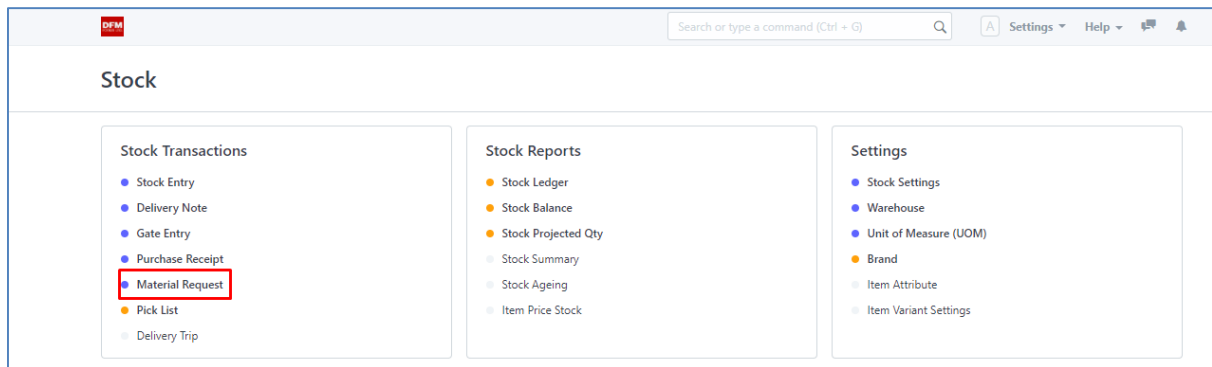 DFM
Search or type a command (Ctrl + G)
A
Settings
Help
Stock
Stock Transactions
Stock Entry
Delivery Note
Gate Entry
Purchase Receipt
Material Request
Pick List
Delivery Trip
Stock Reports
Stock Ledger
Stock Balance
Stock Projected Qty
Stock Summary
Stock Ageing
Item Price Stock
Settings
Stock Settings
Warehouse
Unit of Measure (UOM)
Brand
Item Attribute
Item Variant Settings